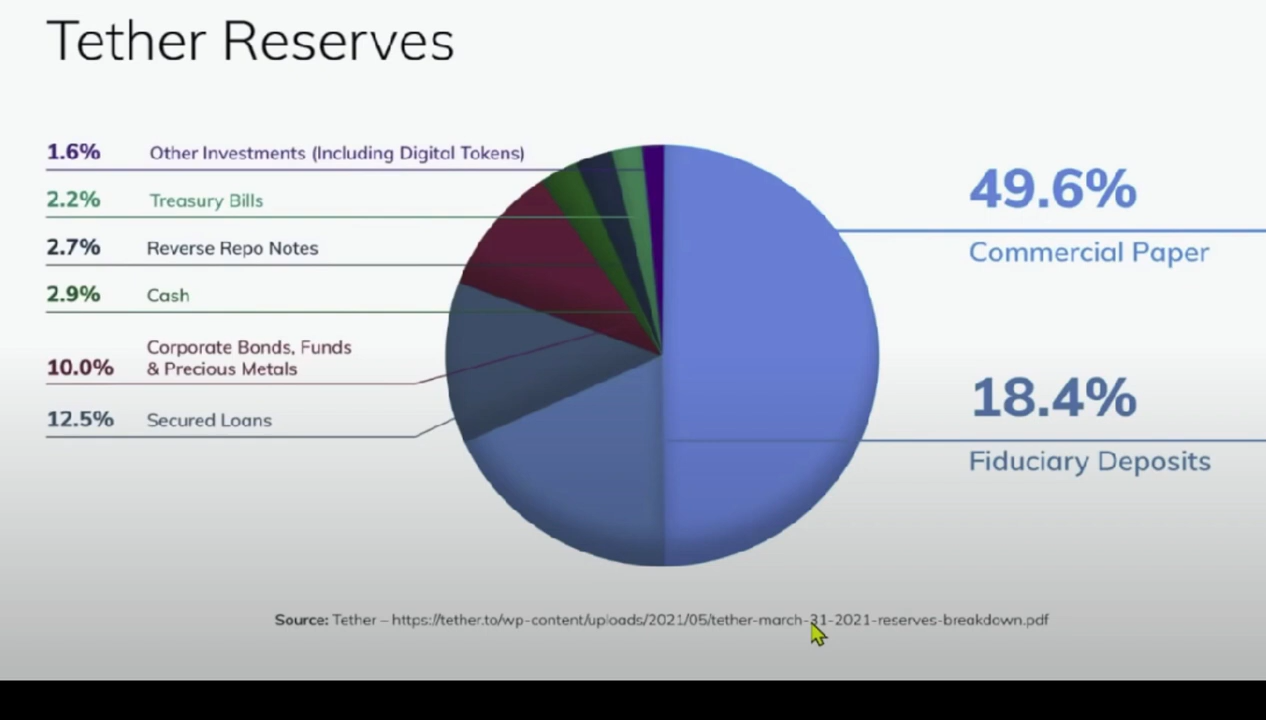 Tether Reserves
1.6% Other Investments (Including Digital Tokens)
2.2% Treasury Bills
2.7% Reverse Repo Notes
2.9% Cash
Corporate Bonds, Funds
10.0% & Precious Metals
12.5% Secured Loans
49.6%
Commercial Paper
18.4%
Fiduciary Deposits
Source: Tether – https://tether.to/wp-content/uploads/2021/05/tether-march-31-2021-reserves-breakdown.pdf